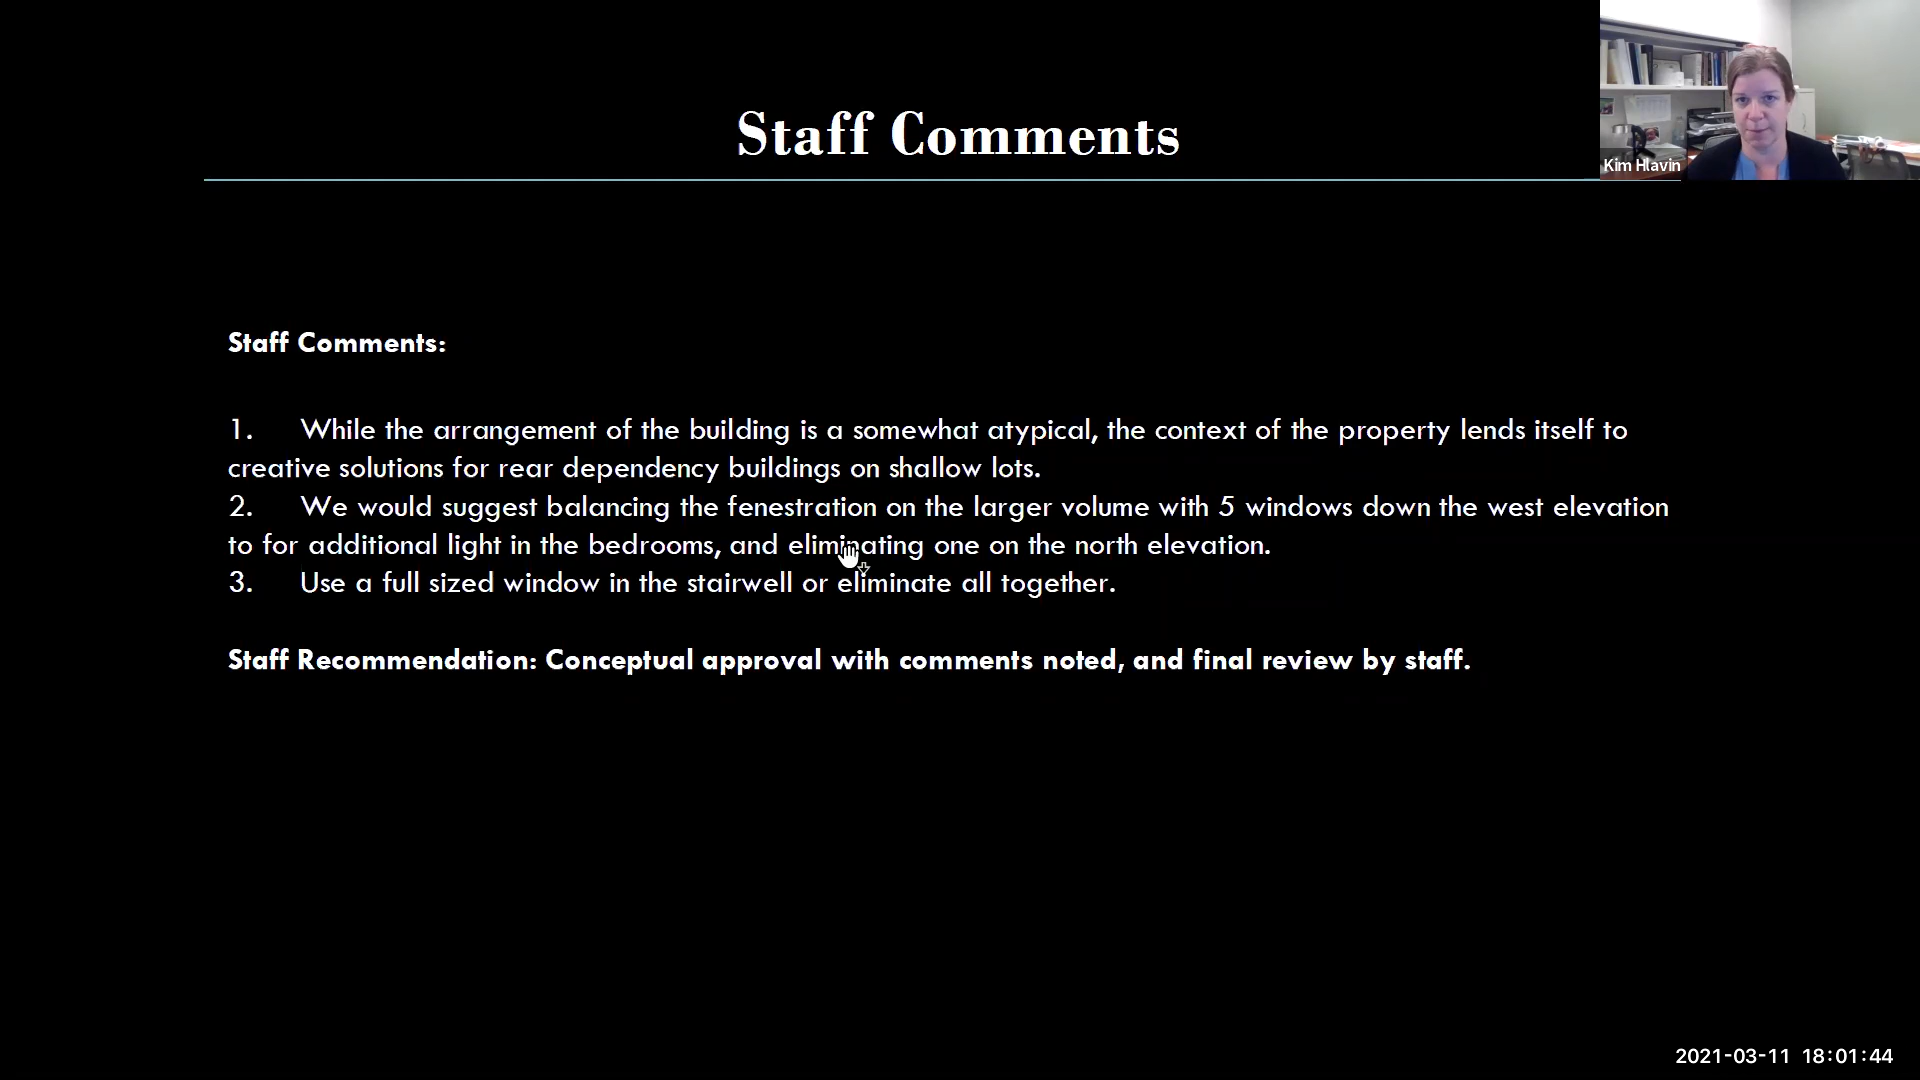 Staff Comments
Kim Hlavin
Staff Comments:
1. While the arrangement of the building is a somewhat atypical, the context of the property lends itself to
creative solutions for rear dependency buildings on shallow lots.
2. We would suggest balancing the fenestration on the larger volume with 5 windows down the west elevation
to for additional light in the bedrooms, and eliminating one on the north elevation.
3. Use a full sized window in the stairwell or eliminate all together.
Staff Recommendation: Conceptual approval with comments noted, and final review by staff.
2021-03-11 18:01:44